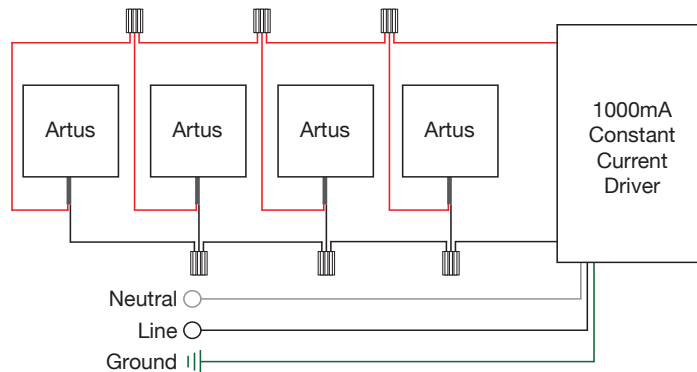 Artus
Artus
Artus
Artus
1000mA
Constant
Current
Driver
Neutral
Line
Ground